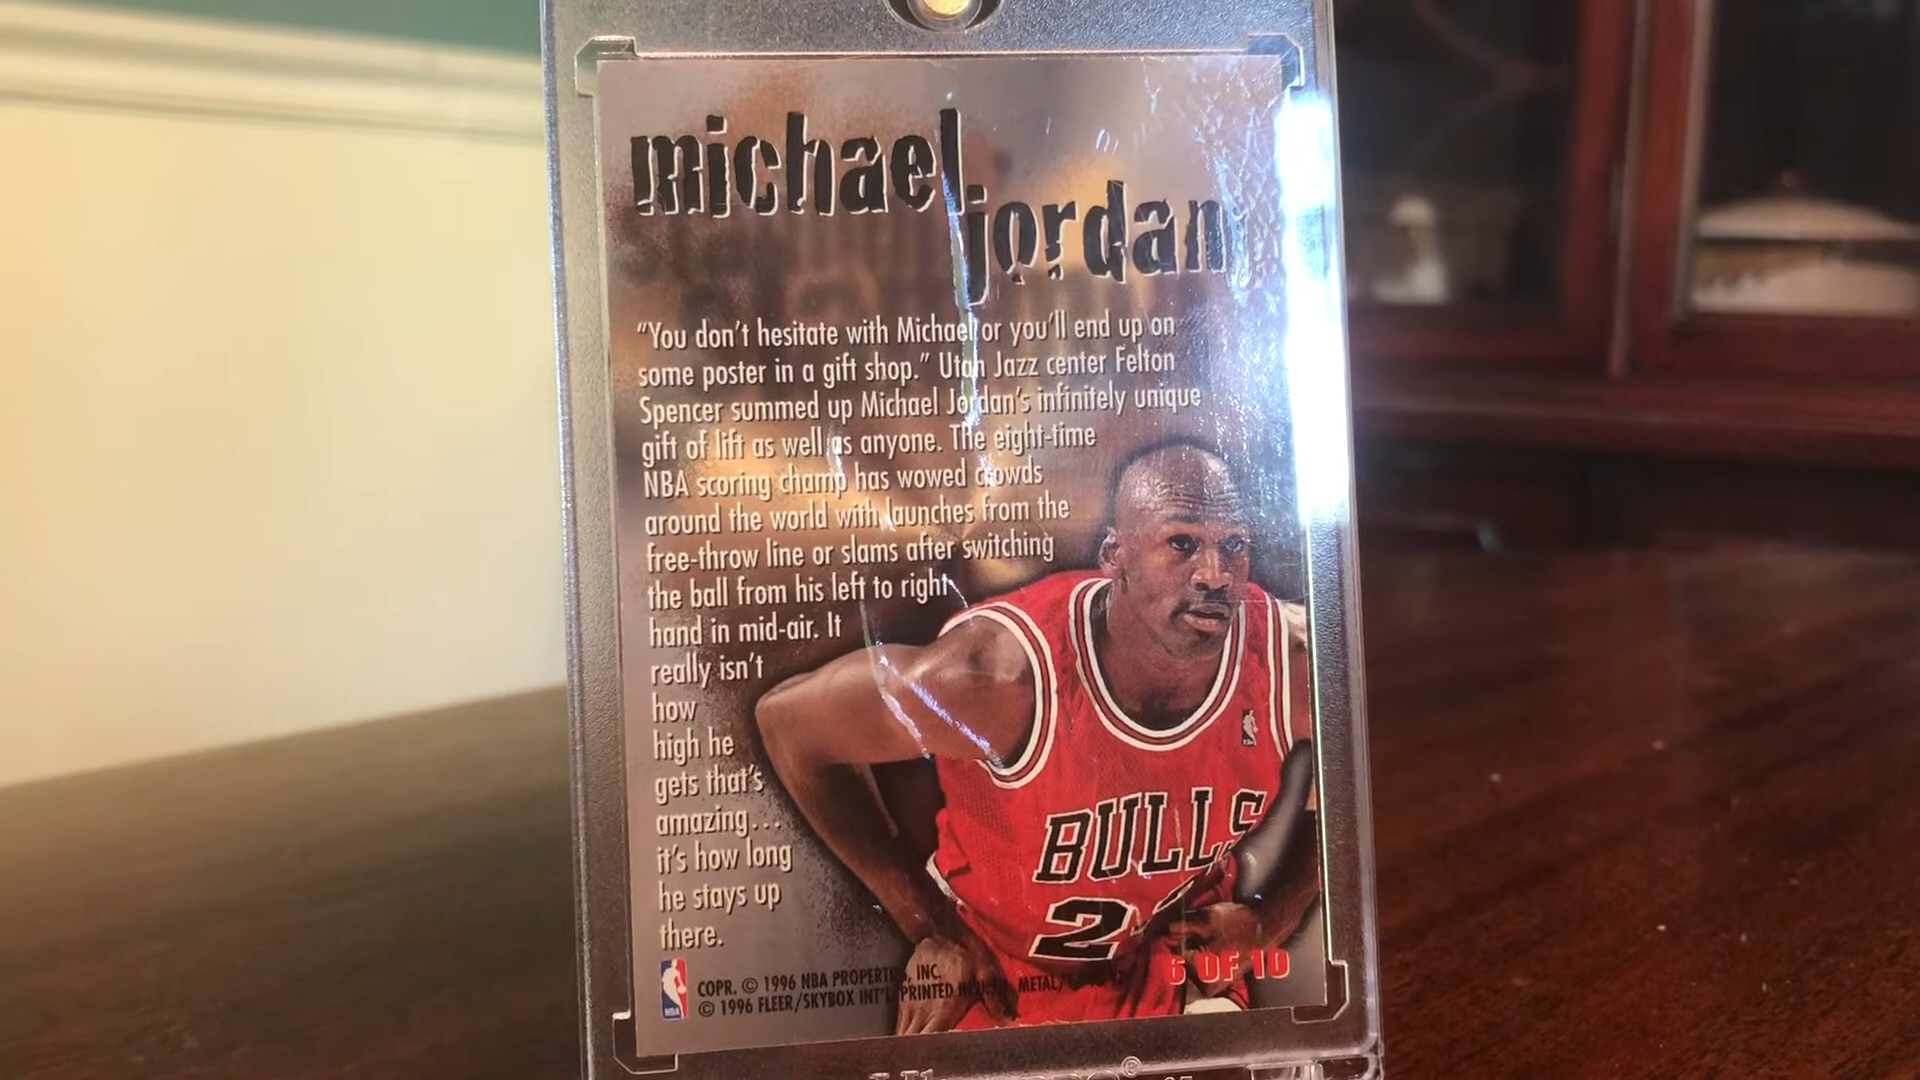 michael
jordan
“You don’t hesitate with Michael or you’ll end up on
some poster in a gift shop.” Utah Jazz center Felton
Spencer summed up Michael Jordan’s infinitely unique
gift of lift as well as anyone. The eight-time
NBA scoring champ has wowed crowds
around the world with launches from the
free-throw line or slams after switching
the ball from his left to right
hand in mid-air. It
really isn’t
how
high he
gets that’s
amazing...
it’s how long
he stays up
there.
BULLS
2
6 OF 10
NBA
COPR. © 1996 NBA PROPERTIES, INC.
© 1996 FLEER/SKYBOX INT’L PRINTED IN U.S.A. METAL